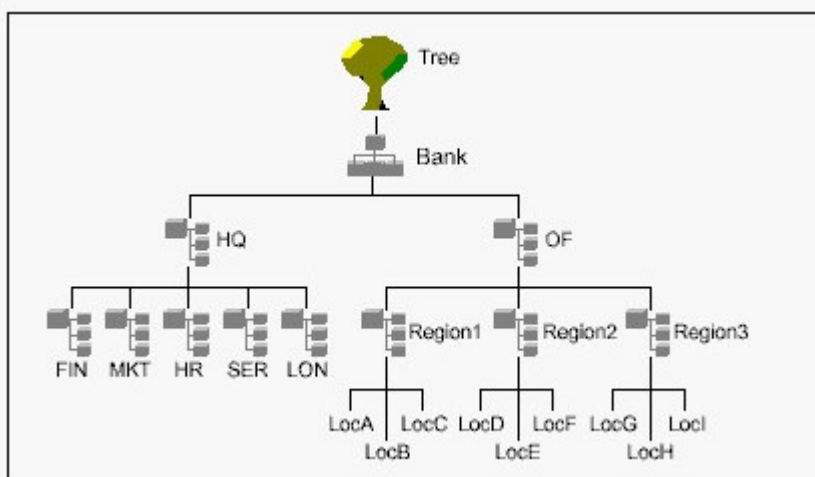 Tree
Bank
HQ
OF
FIN MKT HR SER LON
Region1 Region2 Region3
LocA LocC LocD LocF LocG LocI
LocB LocE LocH